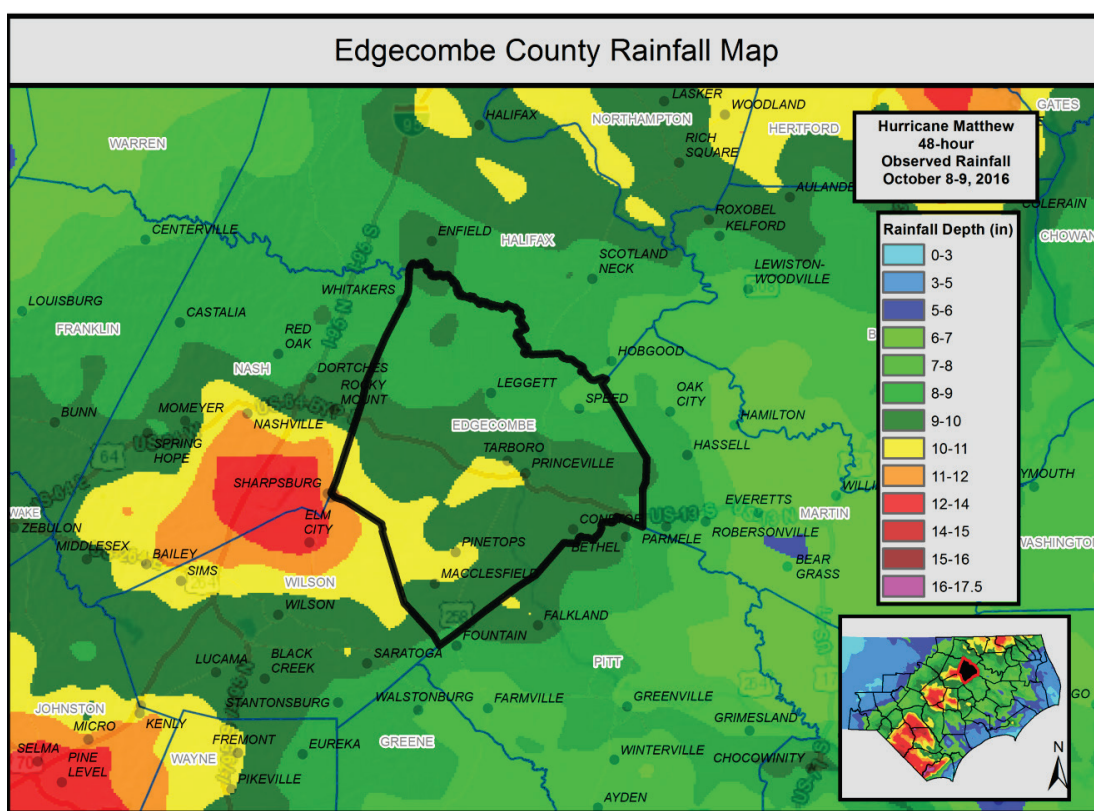 Edgecombe County Rainfall Map
Hurricane Matthew
48-hour
Observed Rainfall
October 8-9, 2016
Rainfall Depth (in)
0-3
3-5
5-6
6-7
7-8
8-9
9-10
10-11
11-12
12-14
14-15
15-16
16-17.5
LASKER
WOODLAND
GATES
HALIFAX
NORTHAMPTON
HERTFORD
WARREN
95
RICH
SQUARE
COLERAIN
ROXOBEL
KELFORD
CHOWAN
CENTERVILLE
ENFIELD
HALIFAX
I-95 S
SCOTLAND
NECK
LEWISTON-
WOODVILLE
WHITAKERS
LOUISBURG
CASTALIA
FRANKLIN
I-95 N
RED
OAK
NASH
DORTCHES
ROCKY
MOUNT
HOBGOOD
LEGGETT
SPEED
OAK
CITY
BUNN
MOMEYER
NASHVILLE
EDGECOMBE
HAMILTON
SPRING
HOPE
64
TARBORO
HASSELL
PRINCEVILLE
SHARPSBURG
WAKE
ZEBULON
ELM
CITY
EVERETTS
MARTIN
US-13
ROBERSONVILLE
BETHEL
PARMELE
MIDDLESEX
PINETOPS
BEAR
GRASS
WASHINGTON
BAILEY
SIMS
WILSON
MACCLESFIELD
WILSON
FALKLAND
FOUNTAIN
LUCAMA
BLACK
CREEK
SARATOGA
PITT
STANTONSBURG
WALSTONBURG
FARMVILLE
GREENVILLE
JOHNSTON
MICRO
KENLY
GRIMESLAND
SELMA
PINE
LEVEL
WAYNE
FREMONT
EUREKA
GREENE
WINTERVILLE
CHOCOWINITY
PIKEVILLE
AYDEN
N